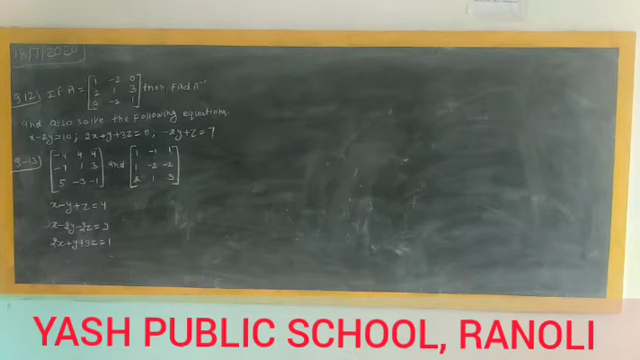 18/7/2020
Q.12) If A = [1 -2 0; 2 1 3; 0 -2 1] then Find A⁻¹
and also solve the following equations.
x-2y=10; 2x+y+3z=8; -2y+z=7
Q-13) [-4 4 4; -7 1 3; 5 -3 -1] and [1 -1 1; 1 -2 -2; 2 1 3]
x-y+z=4
x-2y-2z=9
2x+y+3z=1
YASH PUBLIC SCHOOL, RANOLI